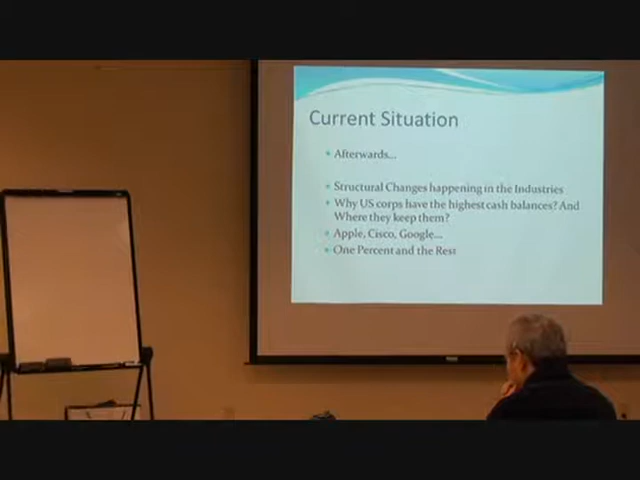 Current Situation
Afterwards...
Structural Changes happening in the Industries
Why US corps have the highest cash balances? And
Where they keep them?
Apple, Cisco, Google...
One Percent and the Rest